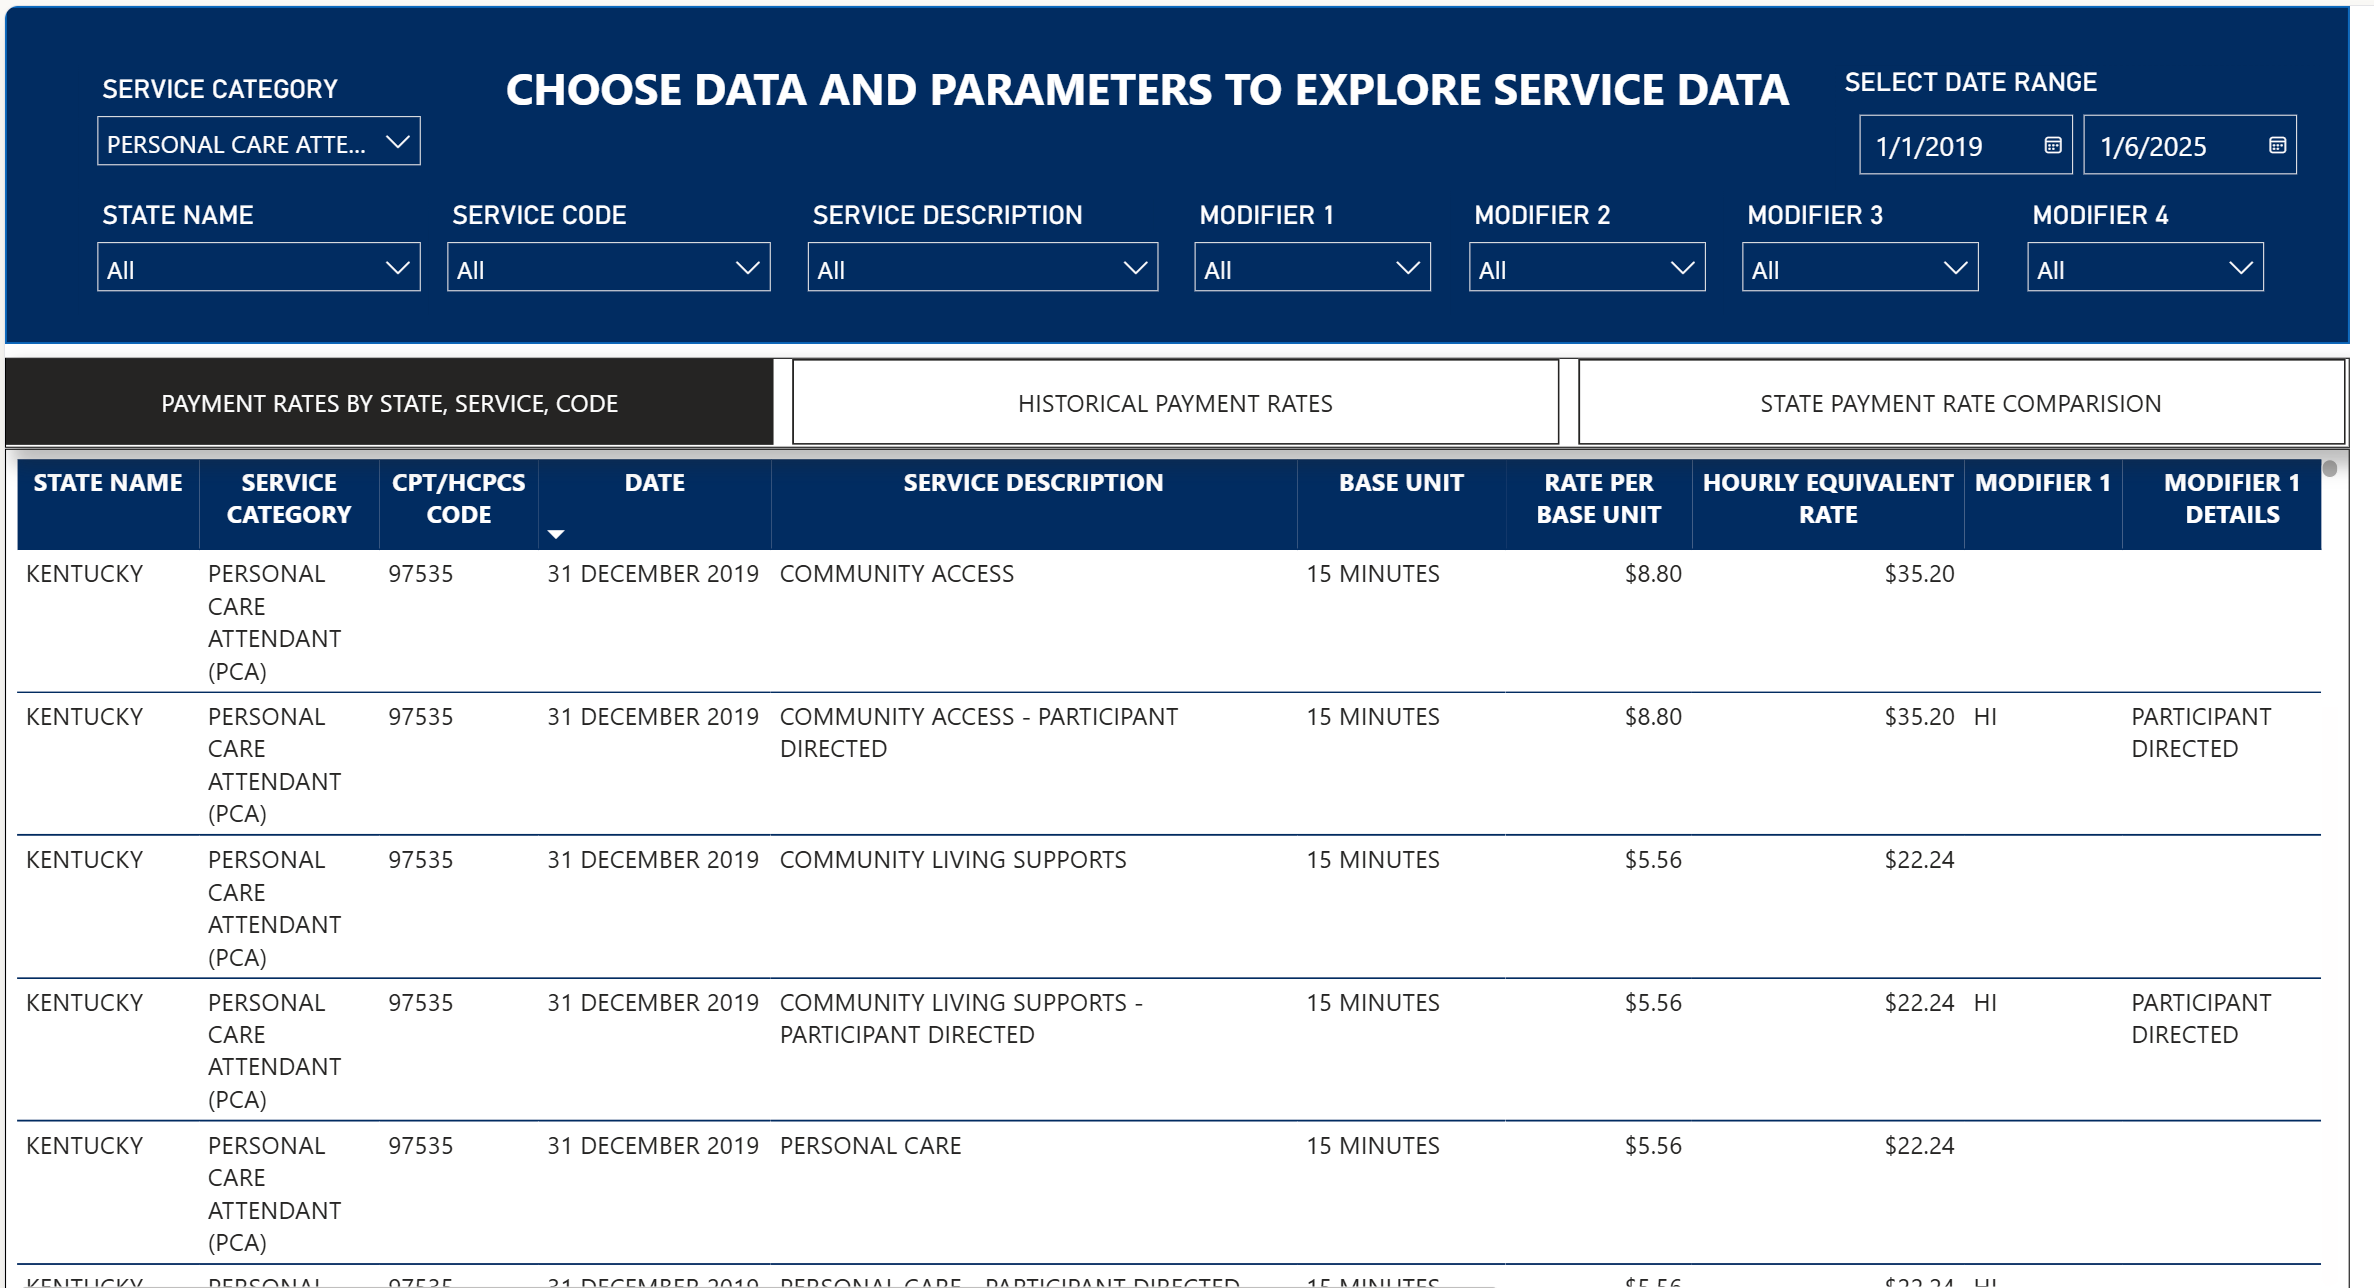 SERVICE CATEGORY
CHOOSE DATA AND PARAMETERS TO EXPLORE SERVICE DATA
SELECT DATE RANGE
PERSONAL CARE ATTE...
1/1/2019
1/6/2025
STATE NAME
SERVICE CODE
SERVICE DESCRIPTION
MODIFIER 1
MODIFIER 2
MODIFIER 3
MODIFIER 4
All
All
All
All
All
All
All
PAYMENT RATES BY STATE, SERVICE, CODE
HISTORICAL PAYMENT RATES
STATE PAYMENT RATE COMPARISION
STATE NAME
SERVICE
CATEGORY
CPT/HCPCS
CODE
DATE
SERVICE DESCRIPTION
BASE UNIT
RATE PER
BASE UNIT
HOURLY EQUIVALENT
RATE
MODIFIER 1
MODIFIER 1
DETAILS
KENTUCKY
PERSONAL
CARE
ATTENDANT
(PCA)
97535
31 DECEMBER 2019
COMMUNITY ACCESS
15 MINUTES
$8.80
$35.20
KENTUCKY
PERSONAL
CARE
ATTENDANT
(PCA)
97535
31 DECEMBER 2019
COMMUNITY ACCESS - PARTICIPANT
DIRECTED
15 MINUTES
$8.80
$35.20
HI
PARTICIPANT
DIRECTED
KENTUCKY
PERSONAL
CARE
ATTENDANT
(PCA)
97535
31 DECEMBER 2019
COMMUNITY LIVING SUPPORTS
15 MINUTES
$5.56
$22.24
KENTUCKY
PERSONAL
CARE
ATTENDANT
(PCA)
97535
31 DECEMBER 2019
COMMUNITY LIVING SUPPORTS -
PARTICIPANT DIRECTED
15 MINUTES
$5.56
$22.24
HI
PARTICIPANT
DIRECTED
KENTUCKY
PERSONAL
CARE
ATTENDANT
(PCA)
97535
31 DECEMBER 2019
PERSONAL CARE
15 MINUTES
$5.56
$22.24
KENTUCKY
PERSONAL
97535
31 DECEMBER 2019
PERSONAL CARE - PARTICIPANT DIRECTED
15 MINUTES
$5.56
$22.24
HI